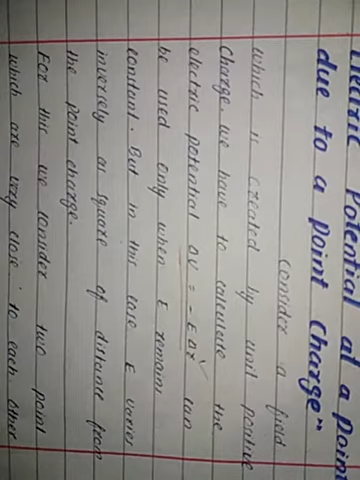 Electric Potential at a Point
due to a point Charge"
Consider a field
which is created by unit positive
charge. we have to calculate the
electric potential ΔV = - EΔr can
be used only when E remain
constant. But in this case E varies
inversely as square of distance from
the point charge.
For this we consider two point
which are very close to each other